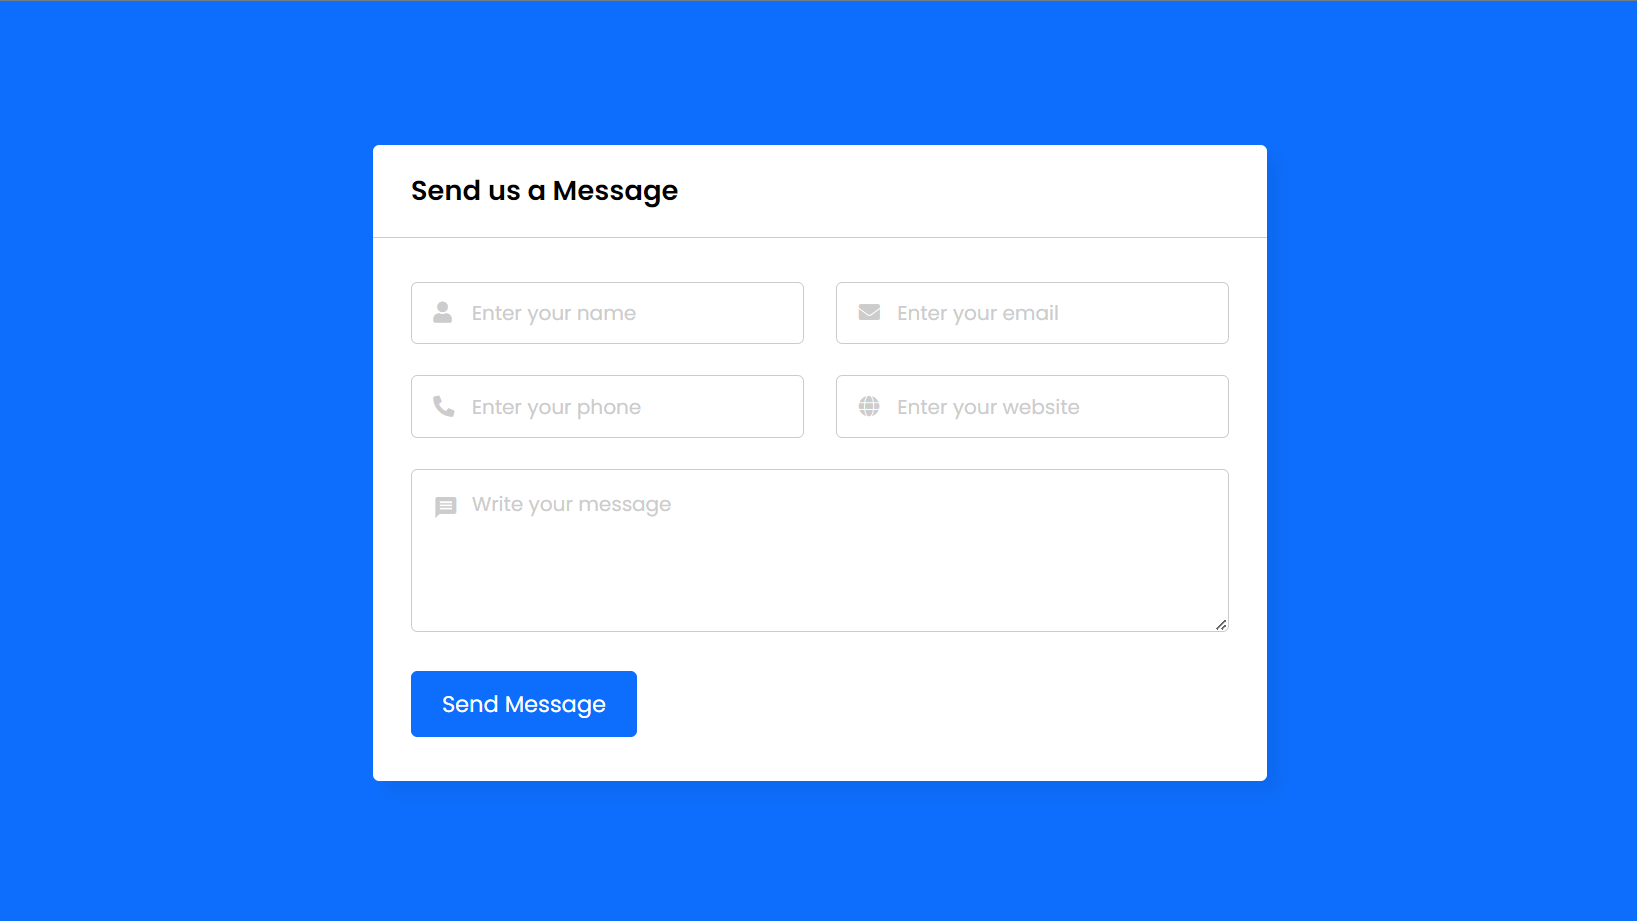 Send us a Message
Enter your name
Enter your email
Enter your phone
Enter your website
Write your message
Send Message